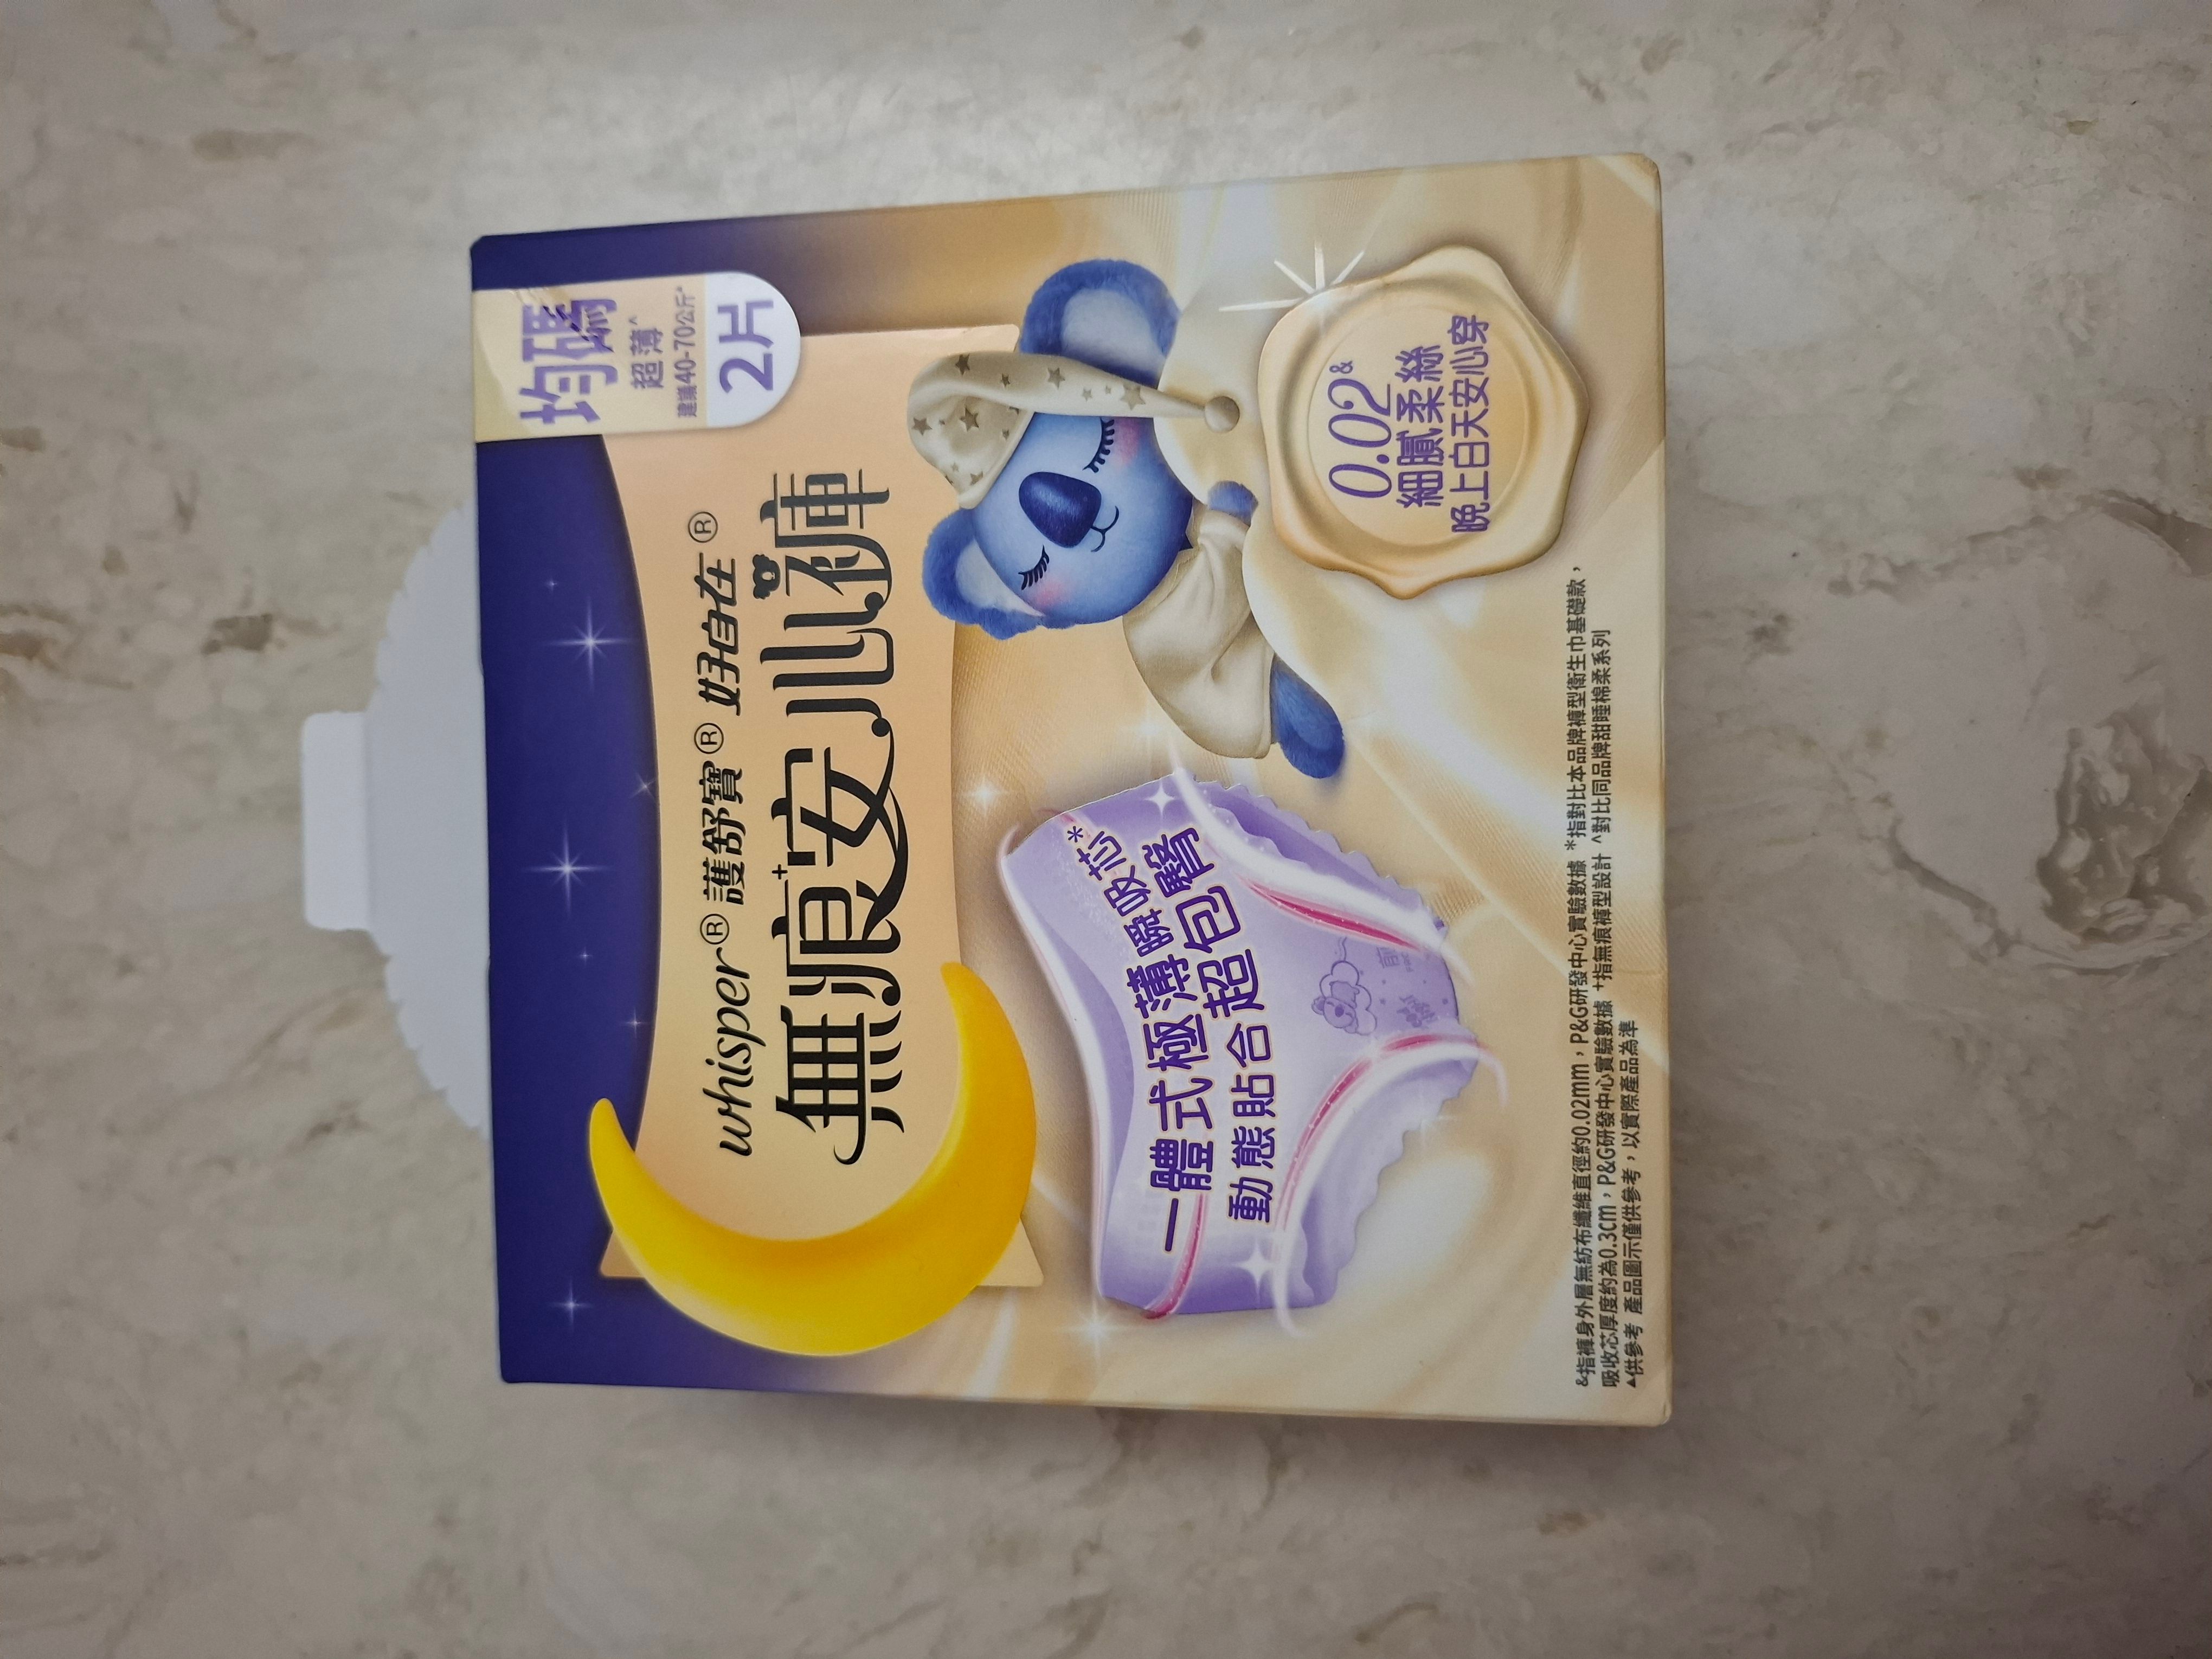 均碼
超薄^
建議40-70公斤▲
2片
whisper® 護舒寶® 好自在®
無痕+安心褲
一體式極薄瞬吸芯*
動態貼合超包臀
0.02&
細膩柔絲
晚上白天安心穿
&指褲身外層無紡布纖維直徑約0.02mm，P&G研發中心實驗數據 *指對比本品牌褲型衛生巾基礎款，
吸收芯厚度約為0.3cm，P&G研發中心實驗數據 +指無痕褲型設計 ^對比同品牌甜睡棉柔系列
▲供參考 產品圖示僅供參考，以實際產品為準